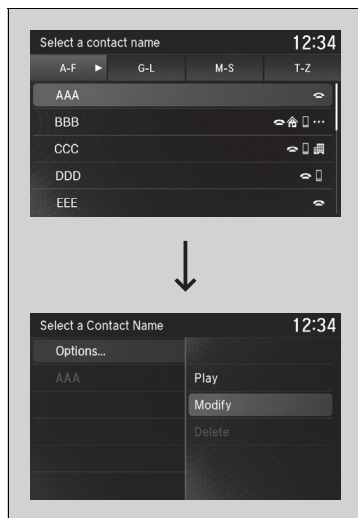 Select a contact name 12:34
A-F G-L M-S T-Z
AAA
BBB
CCC
DDD
EEE
Select a Contact Name 12:34
Options...
AAA
Play
Modify
Delete